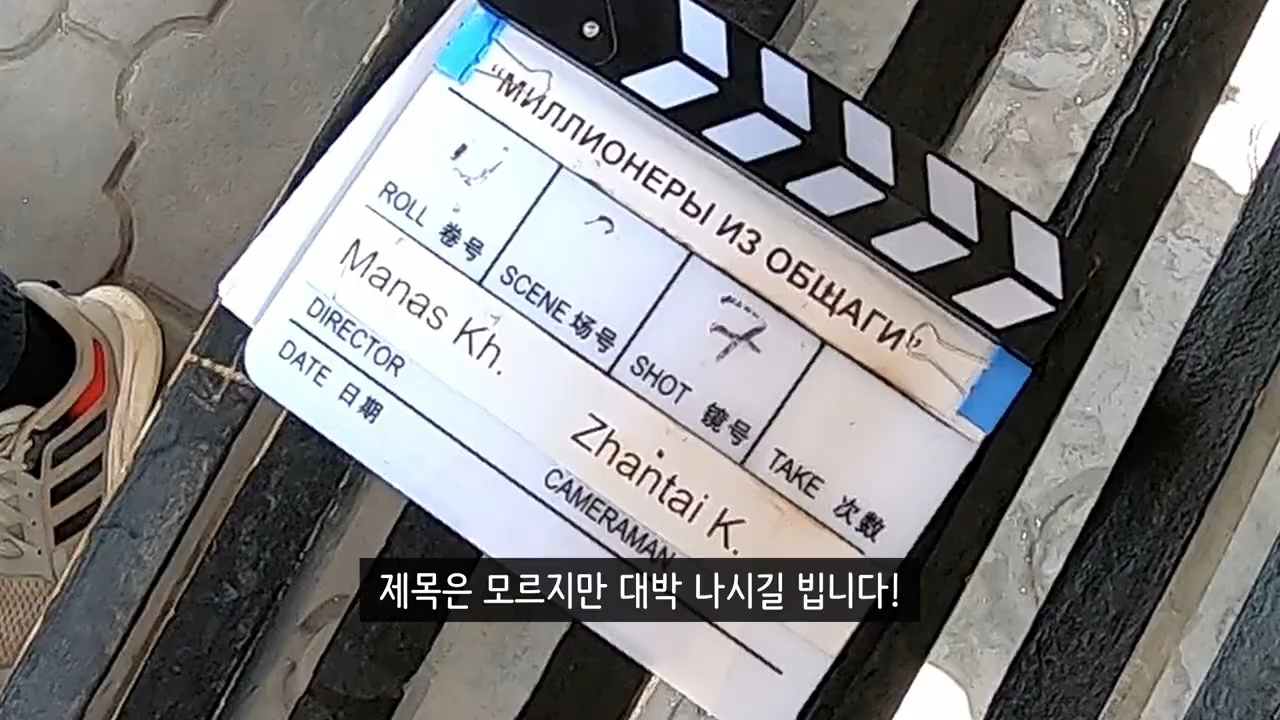 "МИЛЛИОНЕРЫ ИЗ ОБЩАГИ"
ROLL 卷号
SCENE 场号
SHOT 镜号
TAKE 次数
Manas Kh.
DIRECTOR
Zhantai K.
CAMERAMAN
DATE 日期
제목은 모르지만 대박 나시길 빕니다!